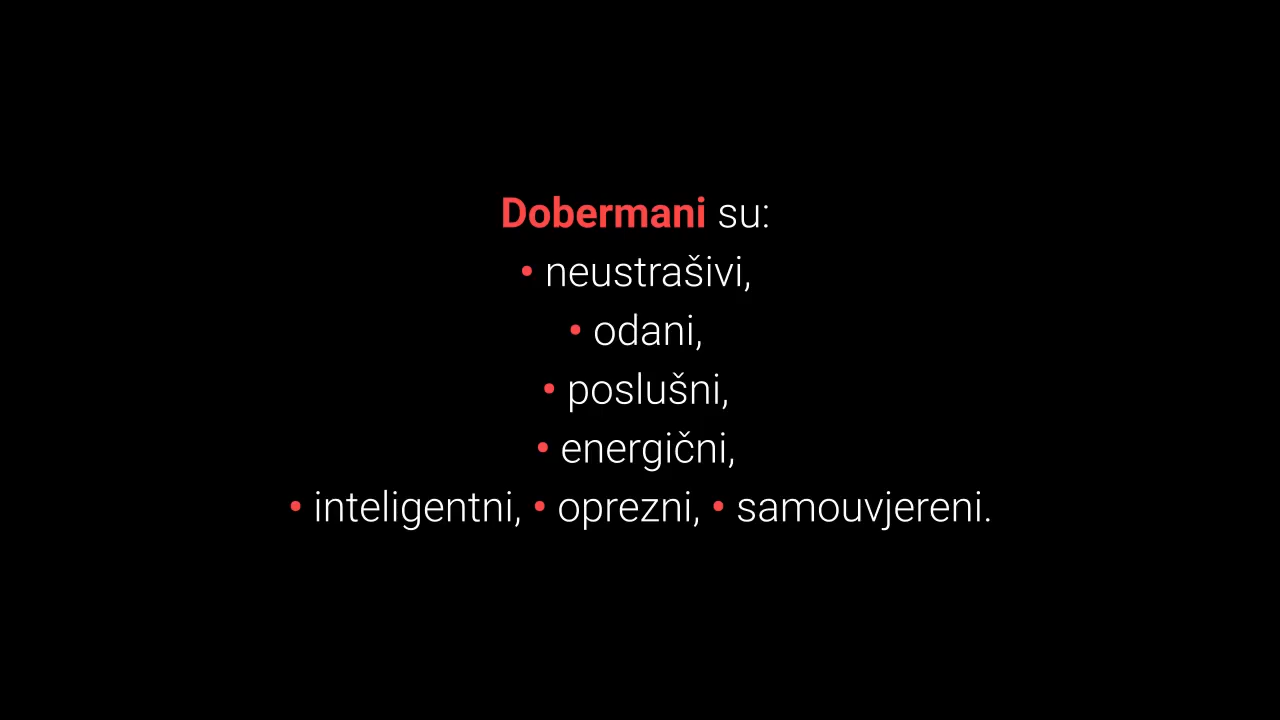 Dobermani su:
• neustrašivi,
• odani,
• poslušni,
• energični,
• inteligentni, • oprezni, • samouvjereni.